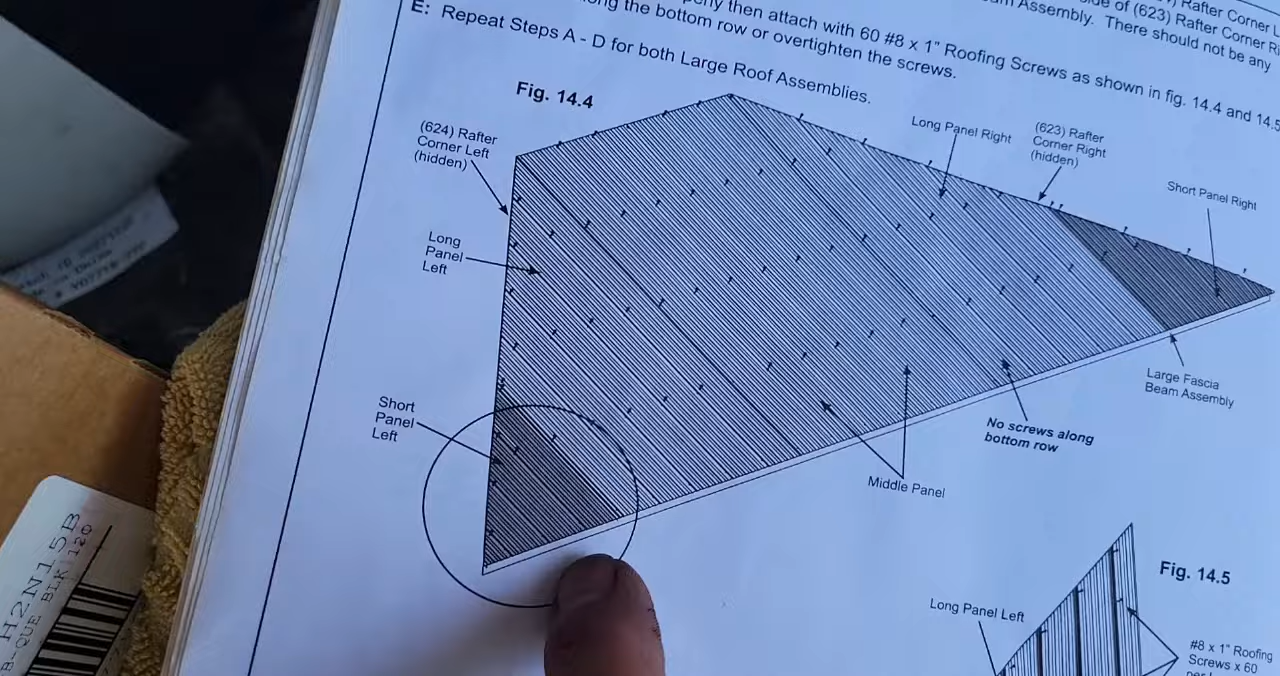 Rafter Corner L
of (623) Rafter Corner Ri
then attach with 60 #8 x 1" Roofing Screws as shown in fig. 14.4 and 14.5
Assembly. There should not be any
the bottom row or overtighten the screws.
E: Repeat Steps A - D for both Large Roof Assemblies.
Fig. 14.4
(624) Rafter
Corner Left
(hidden)
Long Panel Right
(623) Rafter
Corner Right
(hidden)
Short Panel Right
Long
Panel
Left
Large Fascia
Beam Assembly
Short
Panel
Left
No screws along
bottom row
Middle Panel
Fig. 14.5
Long Panel Left
#8 x 1" Roofing
Screws x 60
H2N15B
B-QUE BLK 120